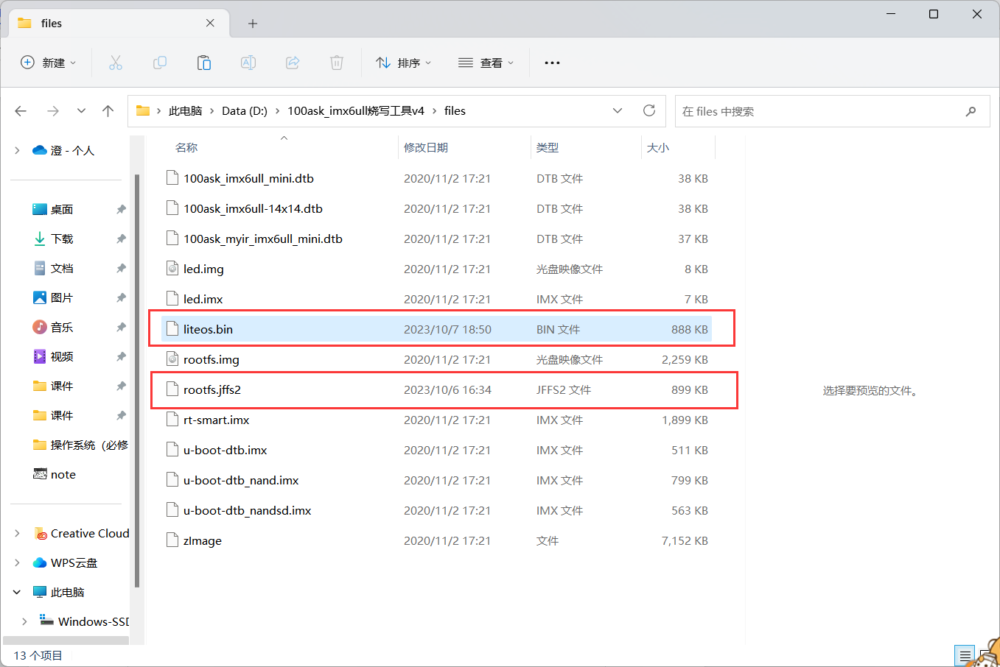 files
新建
排序
查看
此电脑 Data (D:) 100ask_imx6ull烧写工具v4 files
在 files 中搜索
澄 - 个人
桌面
下载
文档
图片
音乐
视频
课件
课件
操作系统（必修
note
Creative Cloud
WPS云盘
此电脑
Windows-SSD
名称 修改日期 类型 大小
100ask_imx6ull_mini.dtb 2020/11/2 17:21 DTB 文件 38 KB
100ask_imx6ull-14x14.dtb 2020/11/2 17:21 DTB 文件 38 KB
100ask_myir_imx6ull_mini.dtb 2020/11/2 17:21 DTB 文件 37 KB
led.img 2020/11/2 17:21 光盘映像文件 8 KB
led.imx 2020/11/2 17:21 IMX 文件 7 KB
liteos.bin 2023/10/7 18:50 BIN 文件 888 KB
rootfs.img 2020/11/2 17:21 光盘映像文件 2,259 KB
rootfs.jffs2 2023/10/6 16:34 JFFS2 文件 899 KB
rt-smart.imx 2020/11/2 17:21 IMX 文件 1,899 KB
u-boot-dtb.imx 2020/11/2 17:21 IMX 文件 511 KB
u-boot-dtb_nand.imx 2020/11/2 17:21 IMX 文件 799 KB
u-boot-dtb_nandsd.imx 2020/11/2 17:21 IMX 文件 563 KB
zImage 2020/11/2 17:21 文件 7,152 KB
选择要预览的文件。
13 个项目